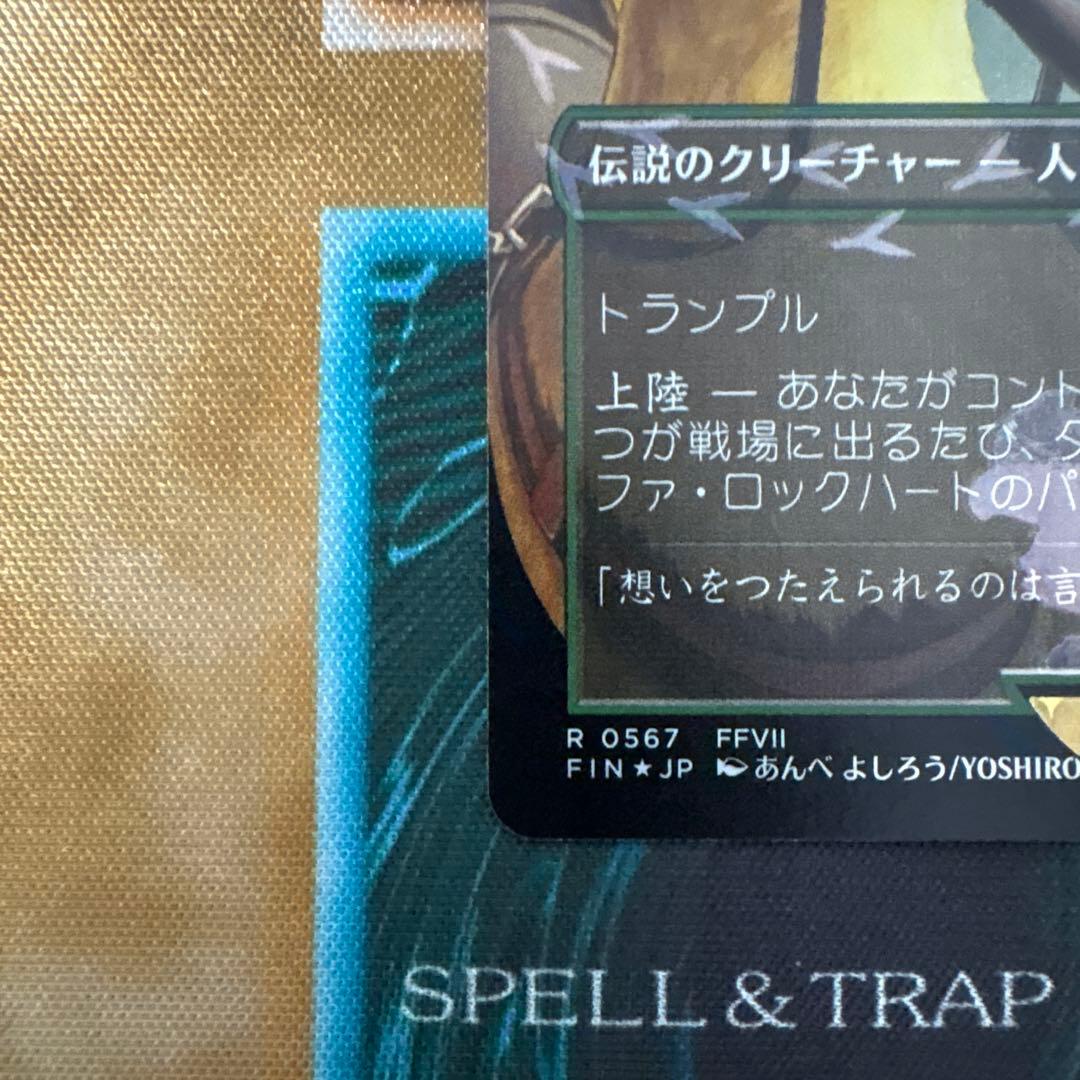 伝説のクリーチャー — 人
トランプル
上陸 — あなたがコント
つが戦場に出るたび、タ
ファ・ロックハートのパ
「想いをつたえられるのは言
R 0567 FFVII
FIN★JP あんべ よしろう/YOSHIRO
SPELL & TRAP